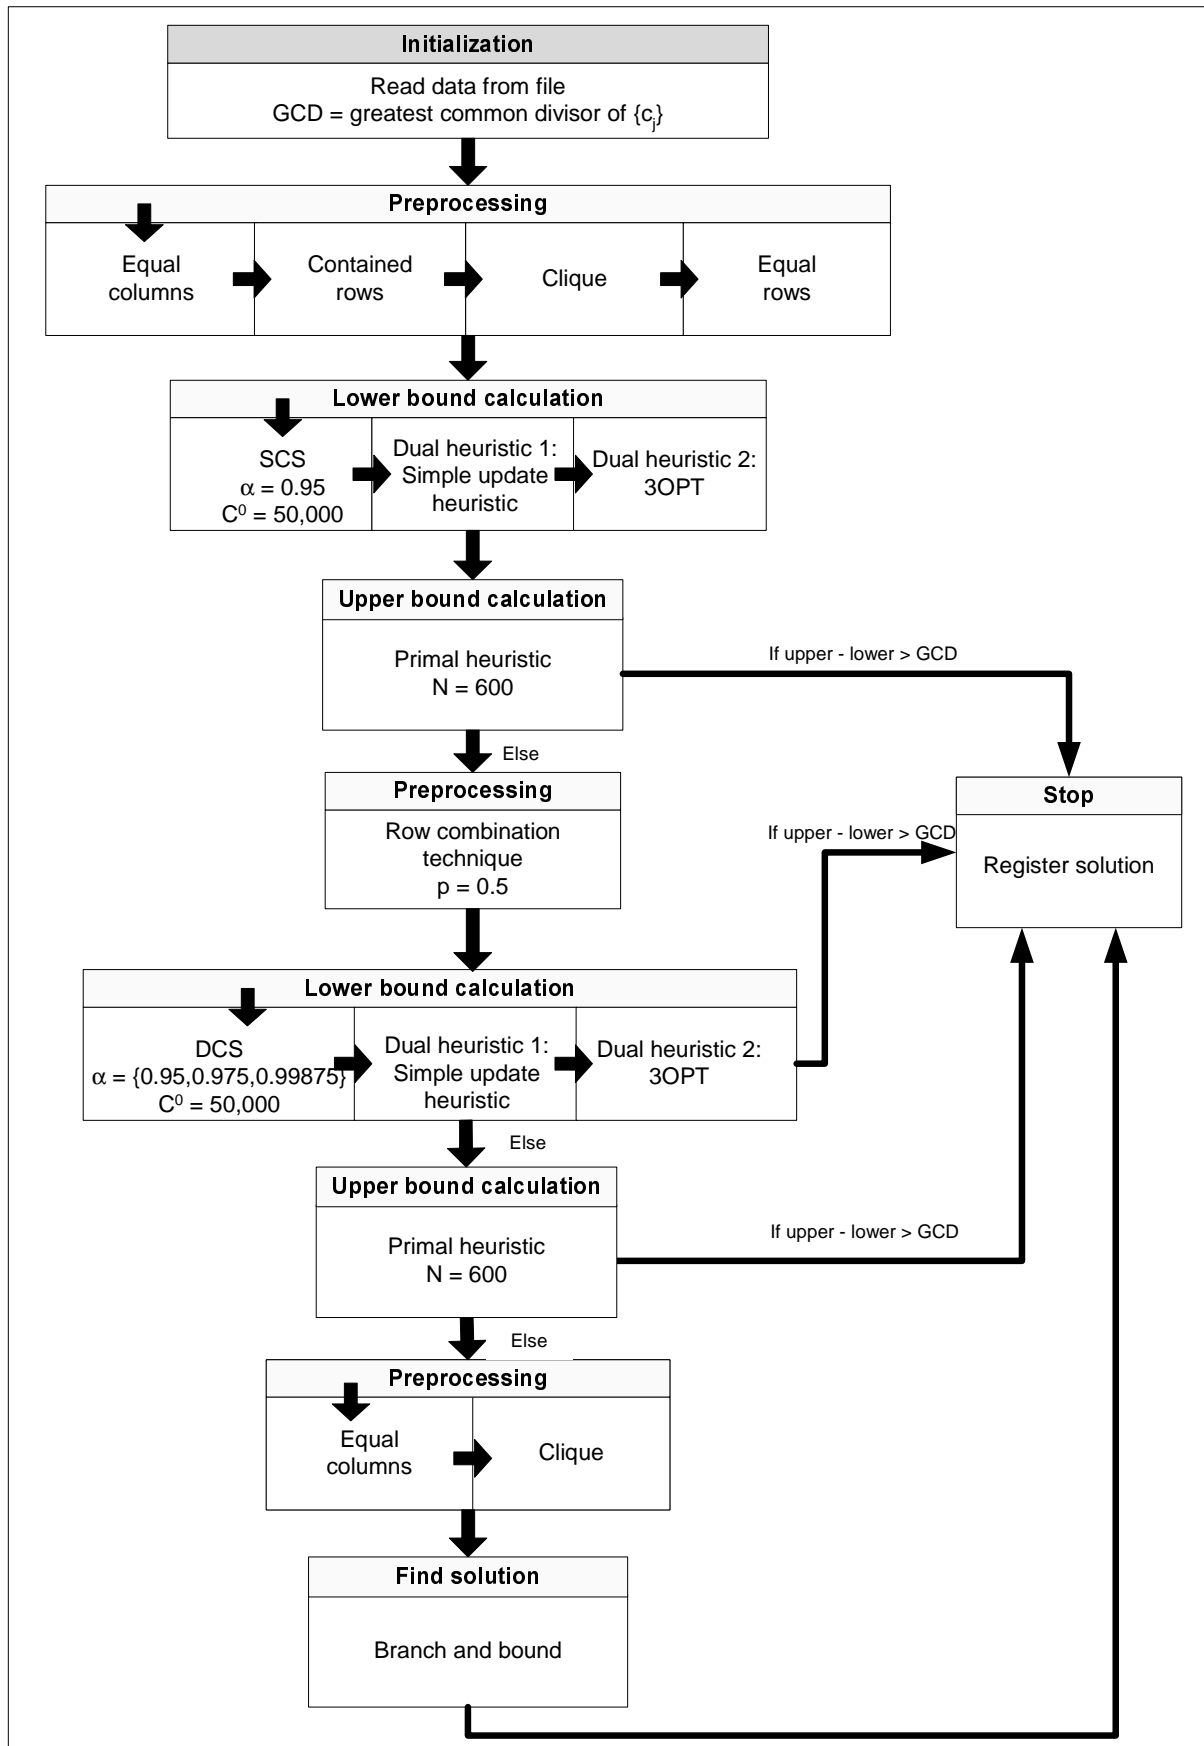 Initialization
Read data from file
GCD = greatest common divisor of {cj}
Preprocessing
Equal
columns
Contained
rows
Clique
Equal
rows
Lower bound calculation
SCS
α = 0.95
C⁰ = 50,000
Dual heuristic 1:
Simple update
heuristic
Dual heuristic 2:
3OPT
Upper bound calculation
Primal heuristic
N = 600
If upper - lower > GCD
Else
Preprocessing
Row combination
technique
p = 0.5
If upper - lower > GCD
Stop
Register solution
Lower bound calculation
DCS
α = {0.95,0.975,0.99875}
C⁰ = 50,000
Dual heuristic 1:
Simple update
heuristic
Dual heuristic 2:
3OPT
Else
Upper bound calculation
Primal heuristic
N = 600
If upper - lower > GCD
Else
Preprocessing
Equal
columns
Clique
Find solution
Branch and bound